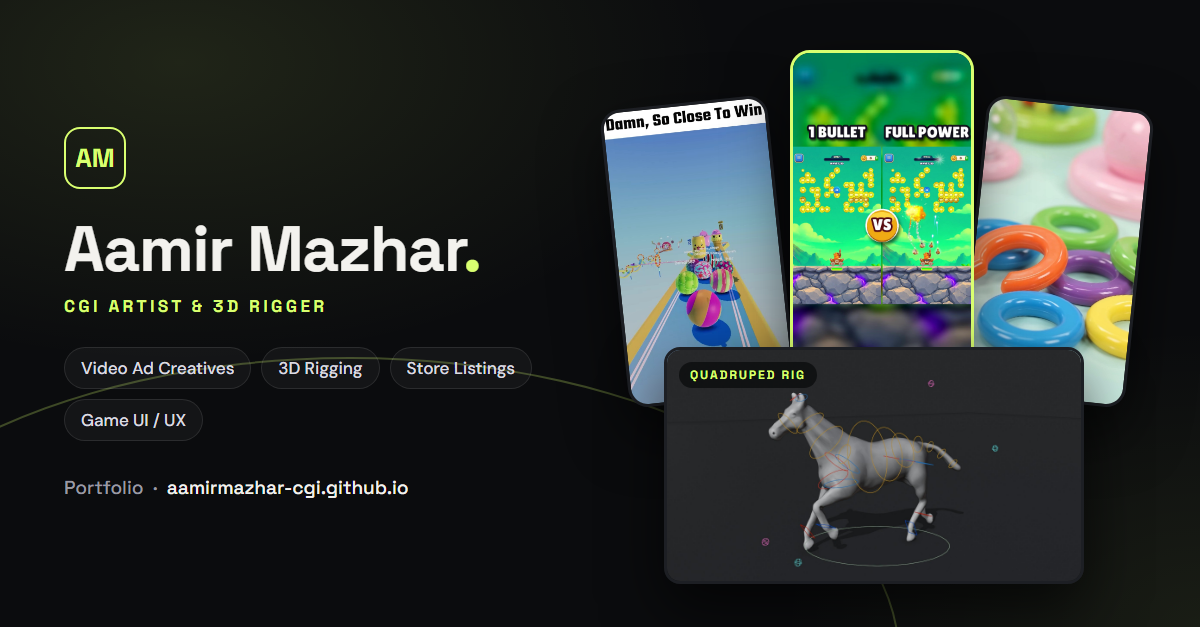 AM
Aamir Mazhar.
CGI ARTIST & 3D RIGGER
Video Ad Creatives
3D Rigging
Store Listings
Game UI / UX
Portfolio · aamirmazhar-cgi.github.io
Damn, So Close To Win
1 BULLET
FULL POWER
VS
QUADRUPED RIG